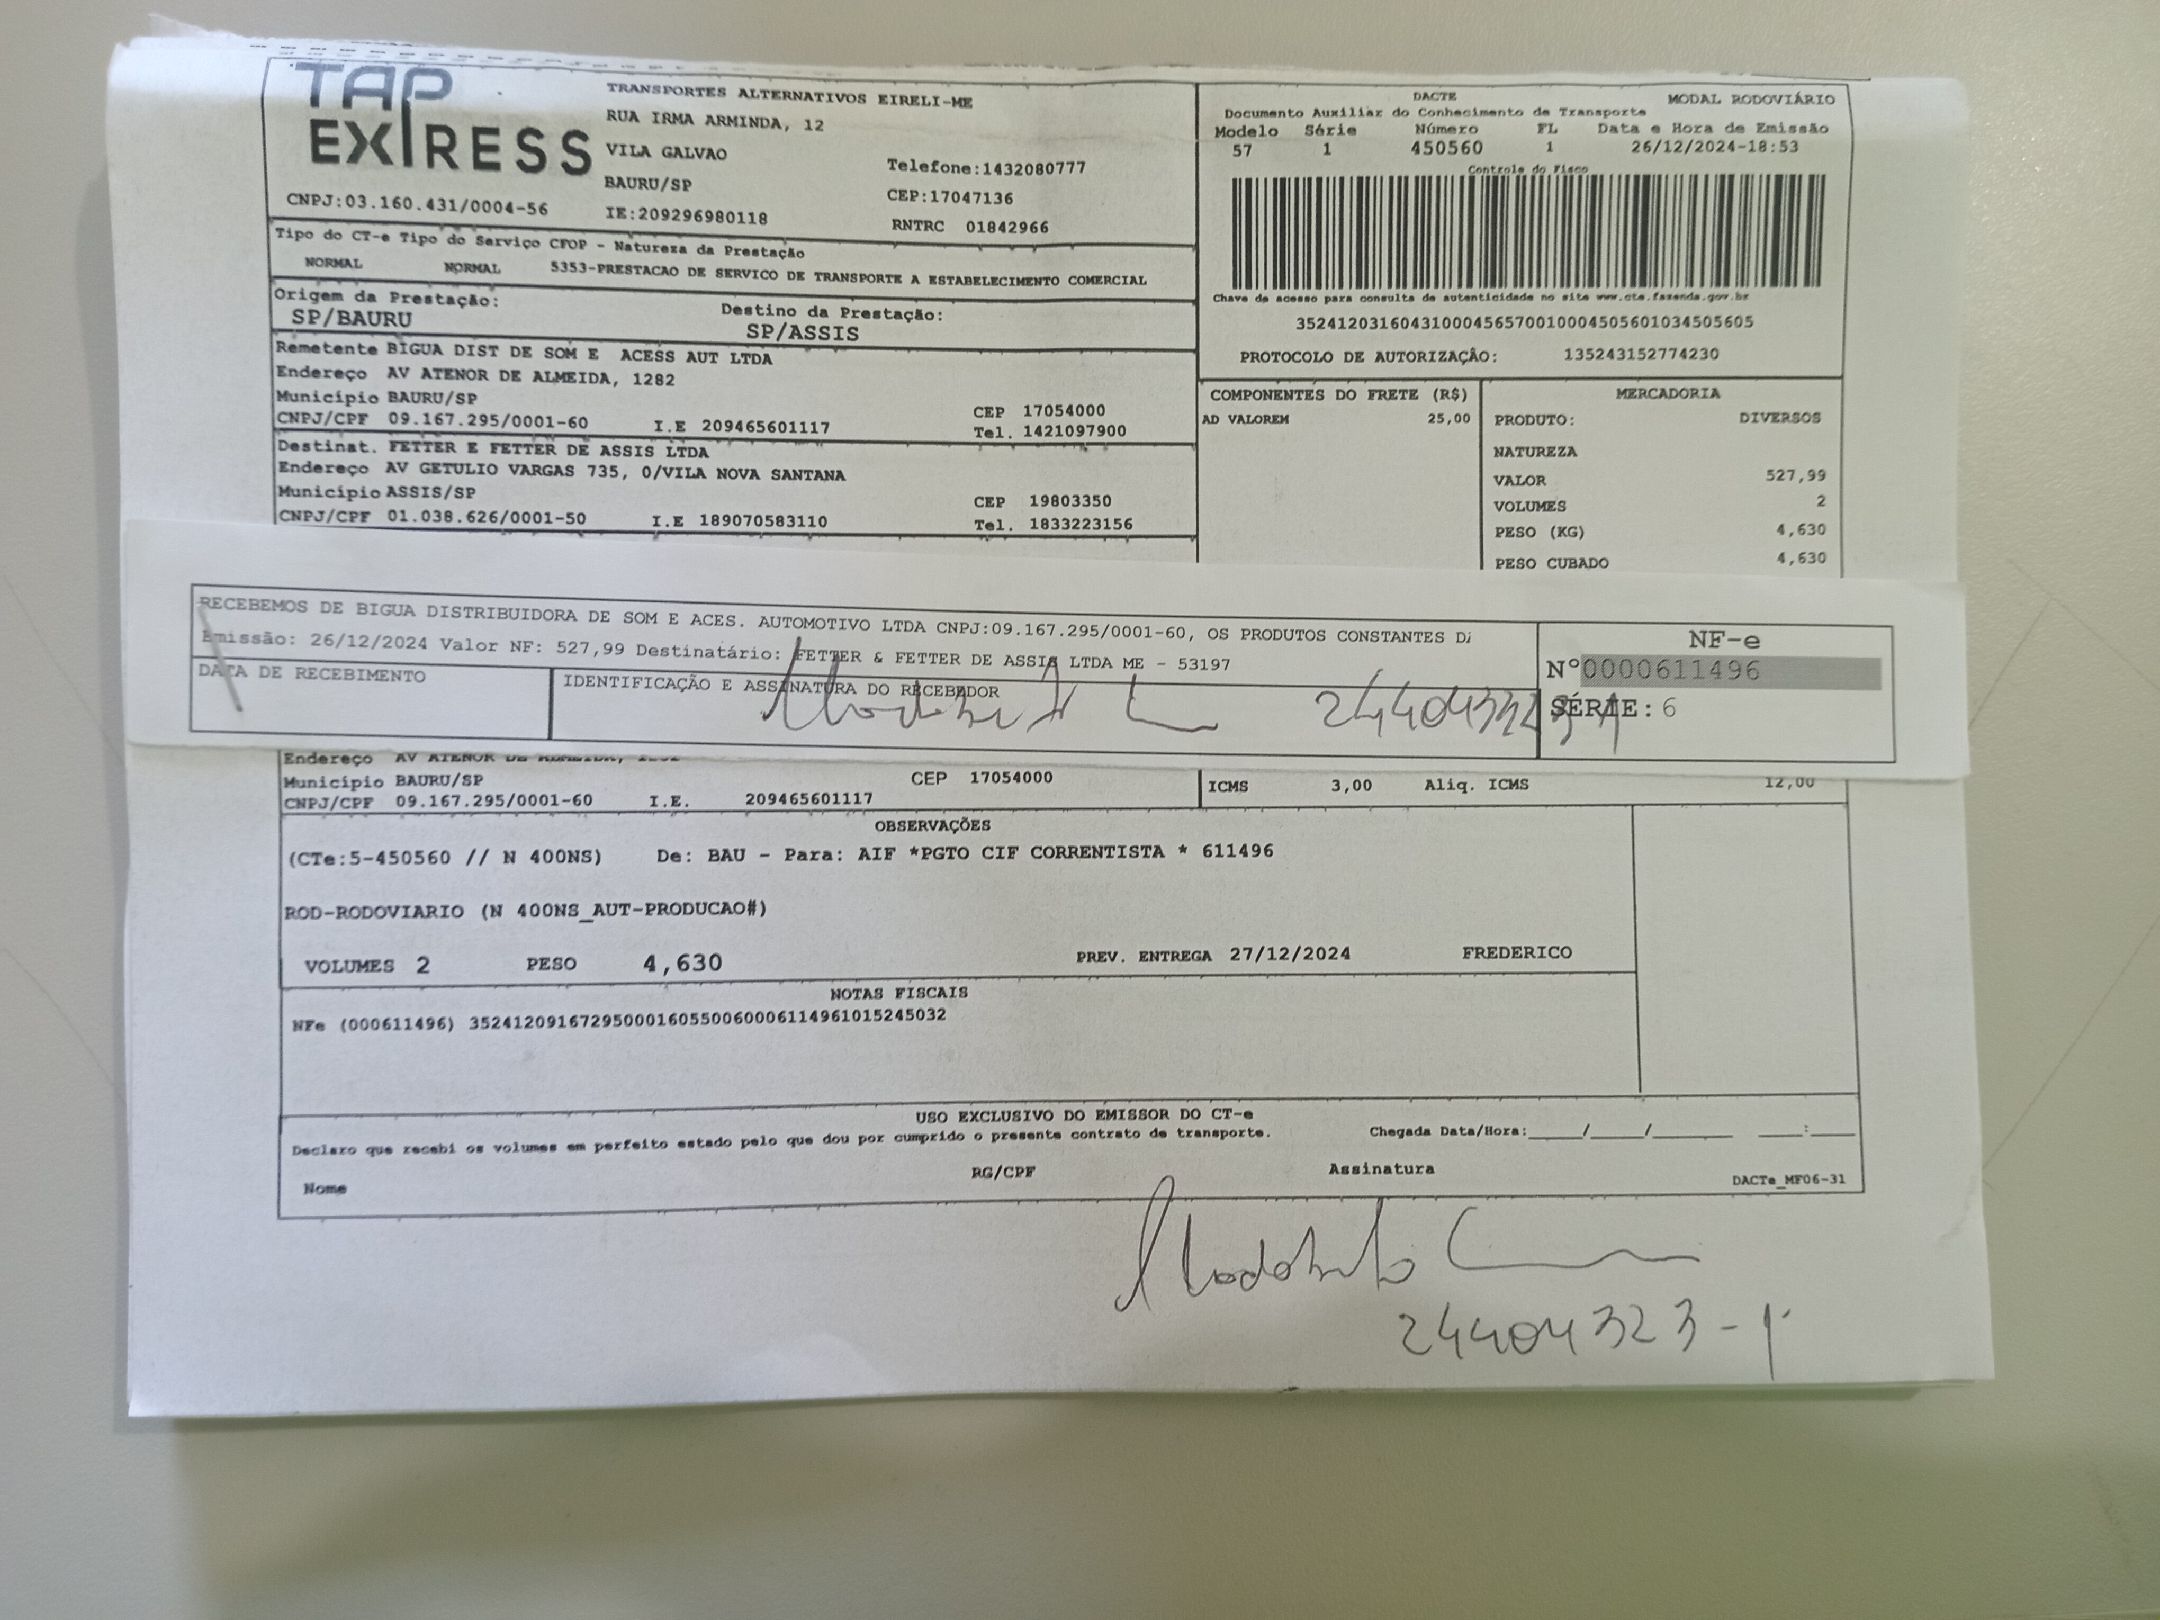 TAP
EXPRESS
CNPJ:03.160.431/0004-56
TRANSPORTES ALTERNATIVOS EIRELI-ME
RUA IRMA ARMINDA, 12
VILA GALVAO
BAURU/SP
IE:209296980118
Telefone:1432080777
CEP:17047136
RNTRC 01842966
DACTE MODAL RODOVIÁRIO
Documento Auxiliar do Conhecimento de Transporte
Modelo Série Número FL Data e Hora de Emissão
57 1 450560 1 26/12/2024-18:53
Controle do Fisco
Chave de acesso para consulta de autenticidade no site www.cte.fazenda.gov.br
35241203160431000456570010004505601034505605
PROTOCOLO DE AUTORIZAÇÃO: 135243152774230
Tipo do CT-e Tipo do Serviço CFOP - Natureza da Prestação
NORMAL NORMAL 5353-PRESTACAO DE SERVICO DE TRANSPORTE A ESTABELECIMENTO COMERCIAL
Origem da Prestação: Destino da Prestação:
SP/BAURU SP/ASSIS
Remetente BIGUA DIST DE SOM E ACESS AUT LTDA
Endereço AV ATENOR DE ALMEIDA, 1282
Município BAURU/SP CEP 17054000
CNPJ/CPF 09.167.295/0001-60 I.E 209465601117 Tel. 1421097900
Destinat. FETTER E FETTER DE ASSIS LTDA
Endereço AV GETULIO VARGAS 735, 0/VILA NOVA SANTANA
Município ASSIS/SP CEP 19803350
CNPJ/CPF 01.038.626/0001-50 I.E 189070583110 Tel. 1833223156
COMPONENTES DO FRETE (R$)
AD VALOREM 25,00
MERCADORIA
PRODUTO: DIVERSOS
NATUREZA
VALOR 527,99
VOLUMES 2
PESO (KG) 4,630
PESO CUBADO 4,630
RECEBEMOS DE BIGUA DISTRIBUIDORA DE SOM E ACES. AUTOMOTIVO LTDA CNPJ:09.167.295/0001-60, OS PRODUTOS CONSTANTES
Emissão: 26/12/2024 Valor NF: 527,99 Destinatário: FETTER & FETTER DE ASSIS LTDA ME - 53197
DATA DE RECEBIMENTO
IDENTIFICAÇÃO E ASSINATURA DO RECEBEDOR
NF-e
Nº0000611496
SÉRIE: 6
Endereço AV ATENOR DE ALMEIDA, 1282
Município BAURU/SP CEP 17054000
CNPJ/CPF 09.167.295/0001-60 I.E. 209465601117
ICMS 3,00 Aliq. ICMS 12,00
OBSERVAÇÕES
(CTe:5-450560 // N 400NS) De: BAU - Para: AIF *PGTO CIF CORRENTISTA * 611496
ROD-RODOVIARIO (N 400NS_AUT-PRODUCAO#)
VOLUMES 2 PESO 4,630 PREV. ENTREGA 27/12/2024 FREDERICO
NOTAS FISCAIS
NFe (000611496) 35241209167295000160550060006114961015245032
USO EXCLUSIVO DO EMISSOR DO CT-e
Declaro que recebi os volumes em perfeito estado pelo que dou por cumprido o presente contrato de transporte. Chegada Data/Hora:____/____/______ ___:___
Nome RG/CPF Assinatura DACTe_MF06-31
24404323-1